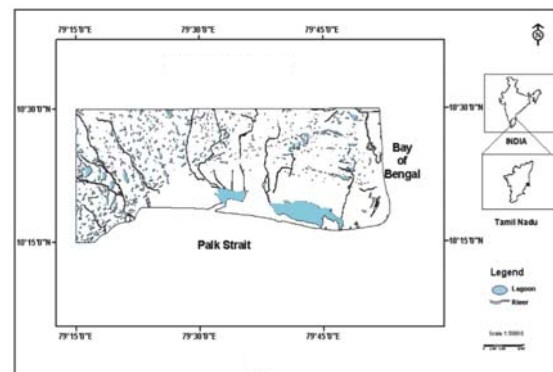 79°15'0"E 79°30'0"E 79°45'0"E
N
10°30'0"N 10°30'0"N
Bay
of
Bengal
INDIA
Tamil Nadu
10°15'0"N 10°15'0"N
Palk Strait
Legend
Lagoon
River
79°15'0"E 79°30'0"E 79°45'0"E